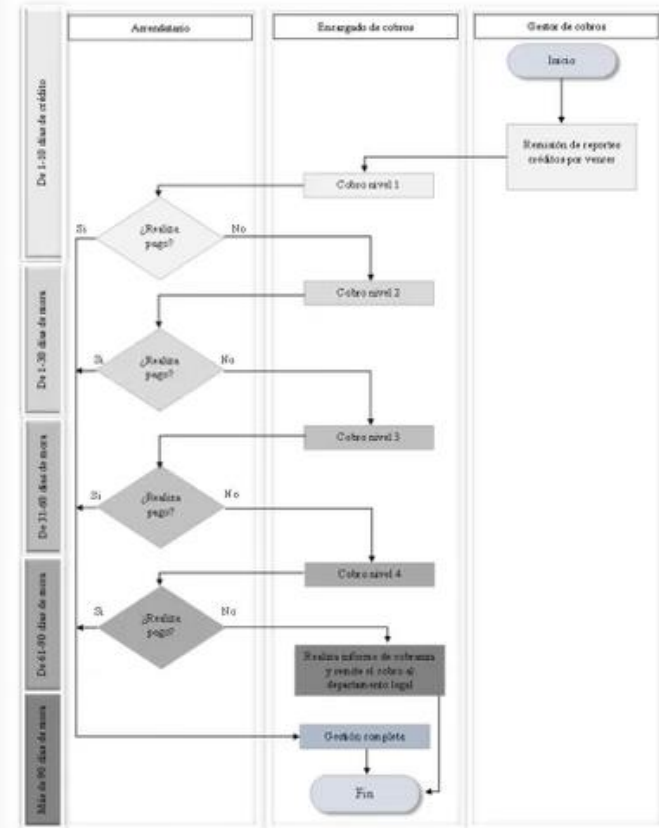 Arrendatario
Encargado de cobros
Gestor de cobros
De 1-10 días de crédito
Inicio
Remisión de reportes
créditos por vencer
Cobro nivel 1
¿Realiza
pago?
Si
No
De 1-30 días de mora
Cobro nivel 2
¿Realiza
pago?
Si
No
De 31-60 días de mora
Cobro nivel 3
¿Realiza
pago?
Si
No
De 61-90 días de mora
Cobro nivel 4
¿Realiza
pago?
Si
No
Realiza informe de cobranza
y remite el cobro al
departamento legal
Más de 90 días de mora
Gestión completa
Fin